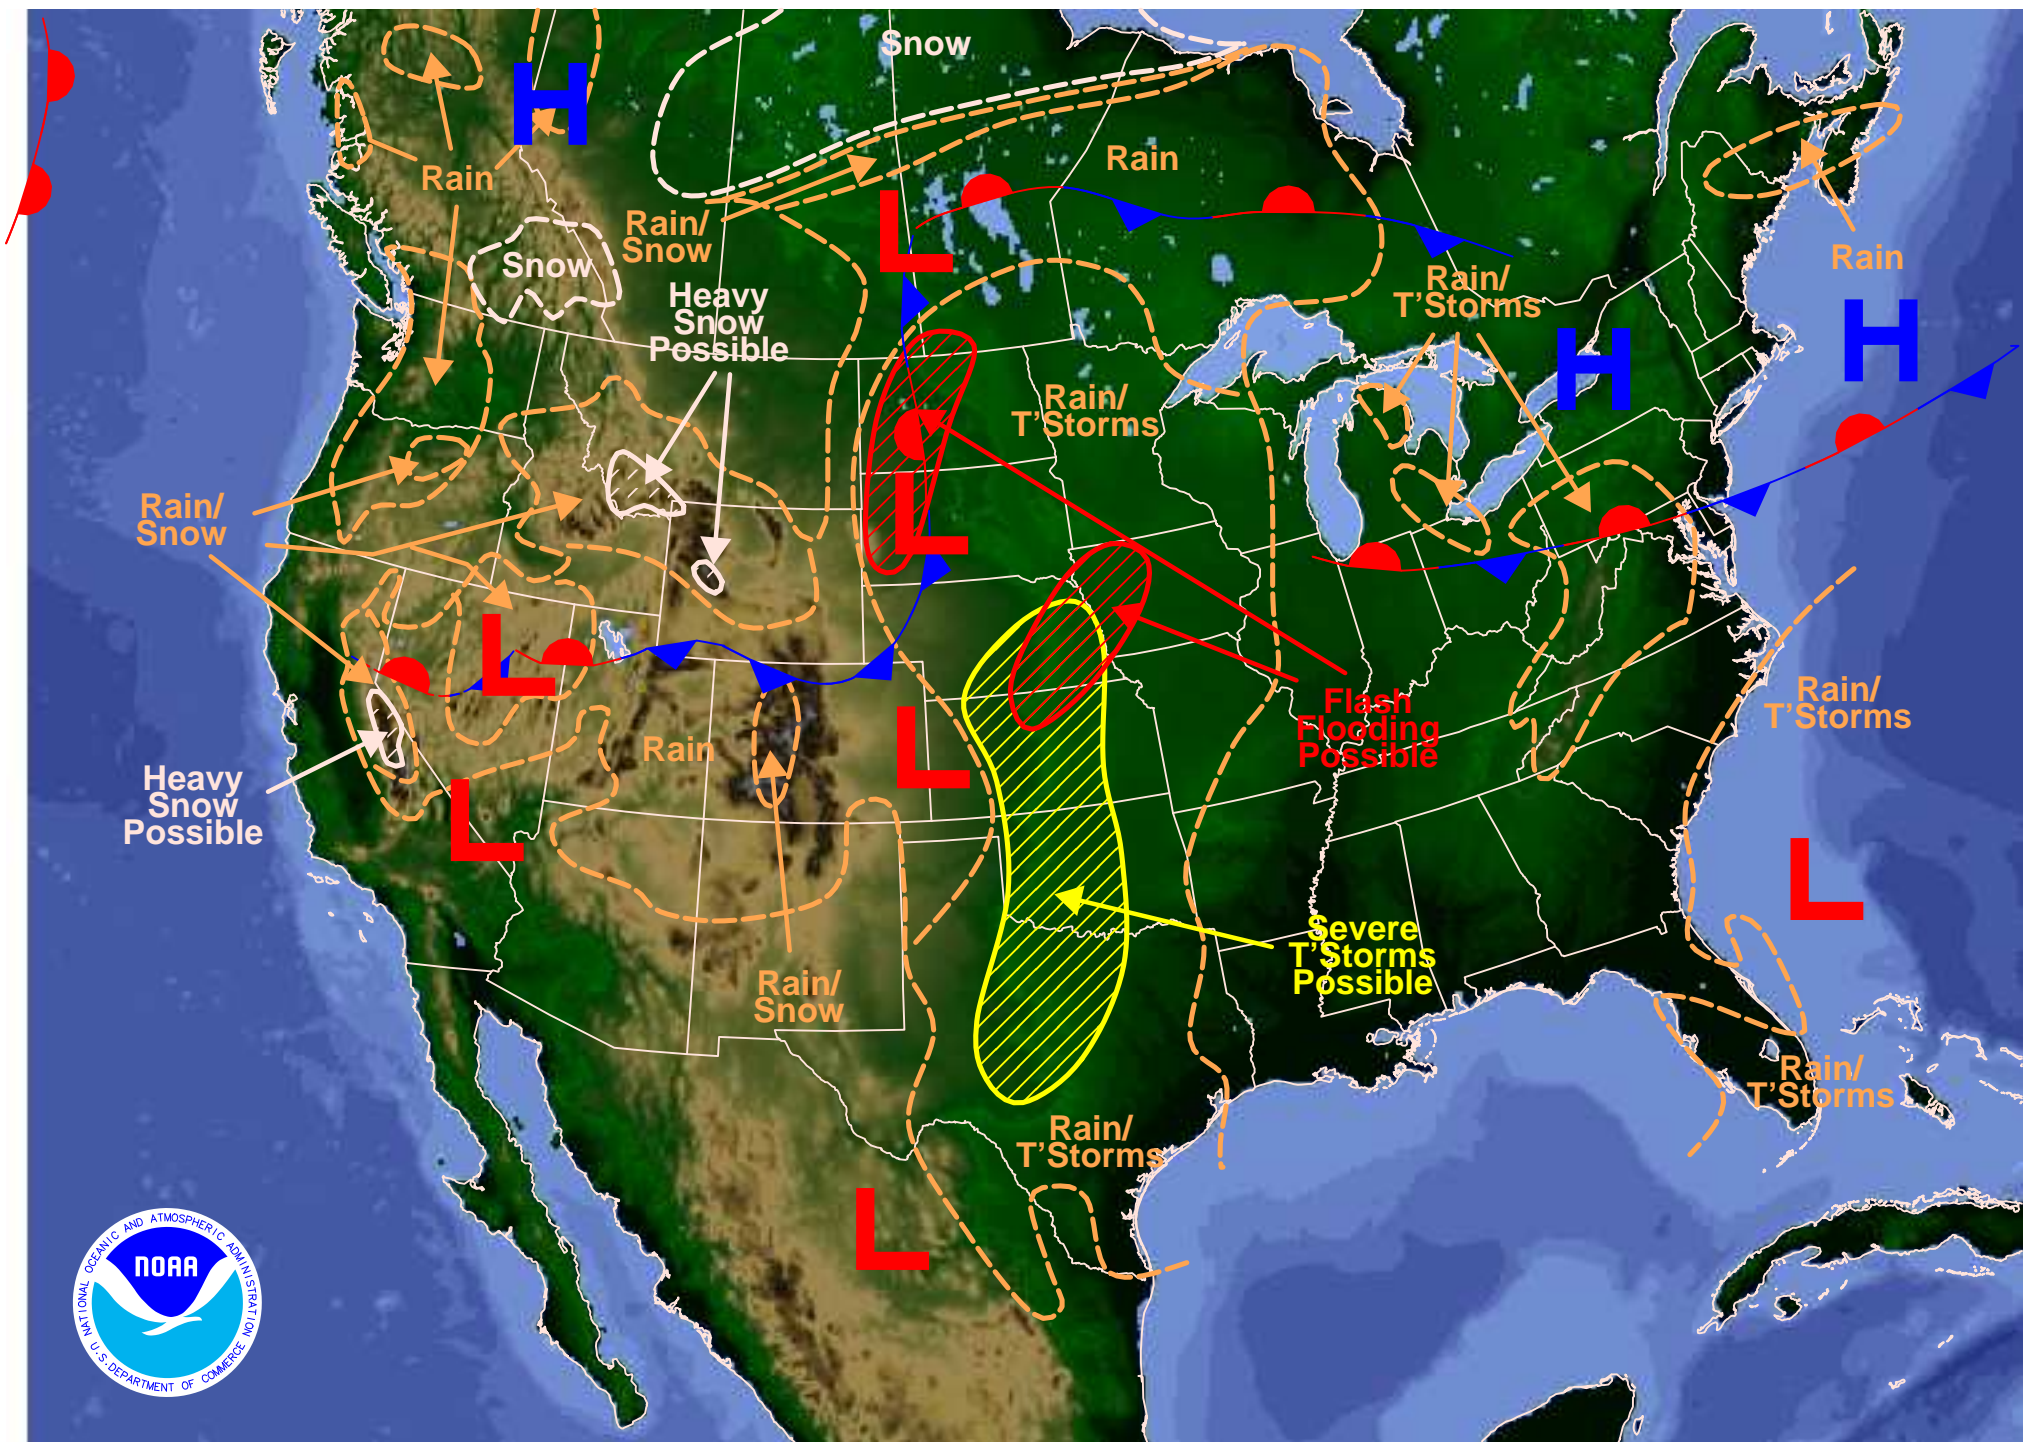 Snow
H
Rain
Rain
Rain/
Snow
L
Rain
Snow
Heavy
Snow
Possible
Rain/
T'Storms
H
H
Rain/
T'Storms
Rain/
Snow
L
L
Rain/
T'Storms
Flash
Flooding
Possible
Rain
L
Heavy
Snow
Possible
L
L
Severe
T'Storms
Possible
Rain/
Snow
Rain/
T'Storms
Rain/
T'Storms
L
NATIONAL OCEANIC AND ATMOSPHERIC ADMINISTRATION
NOAA
U.S. DEPARTMENT OF COMMERCE